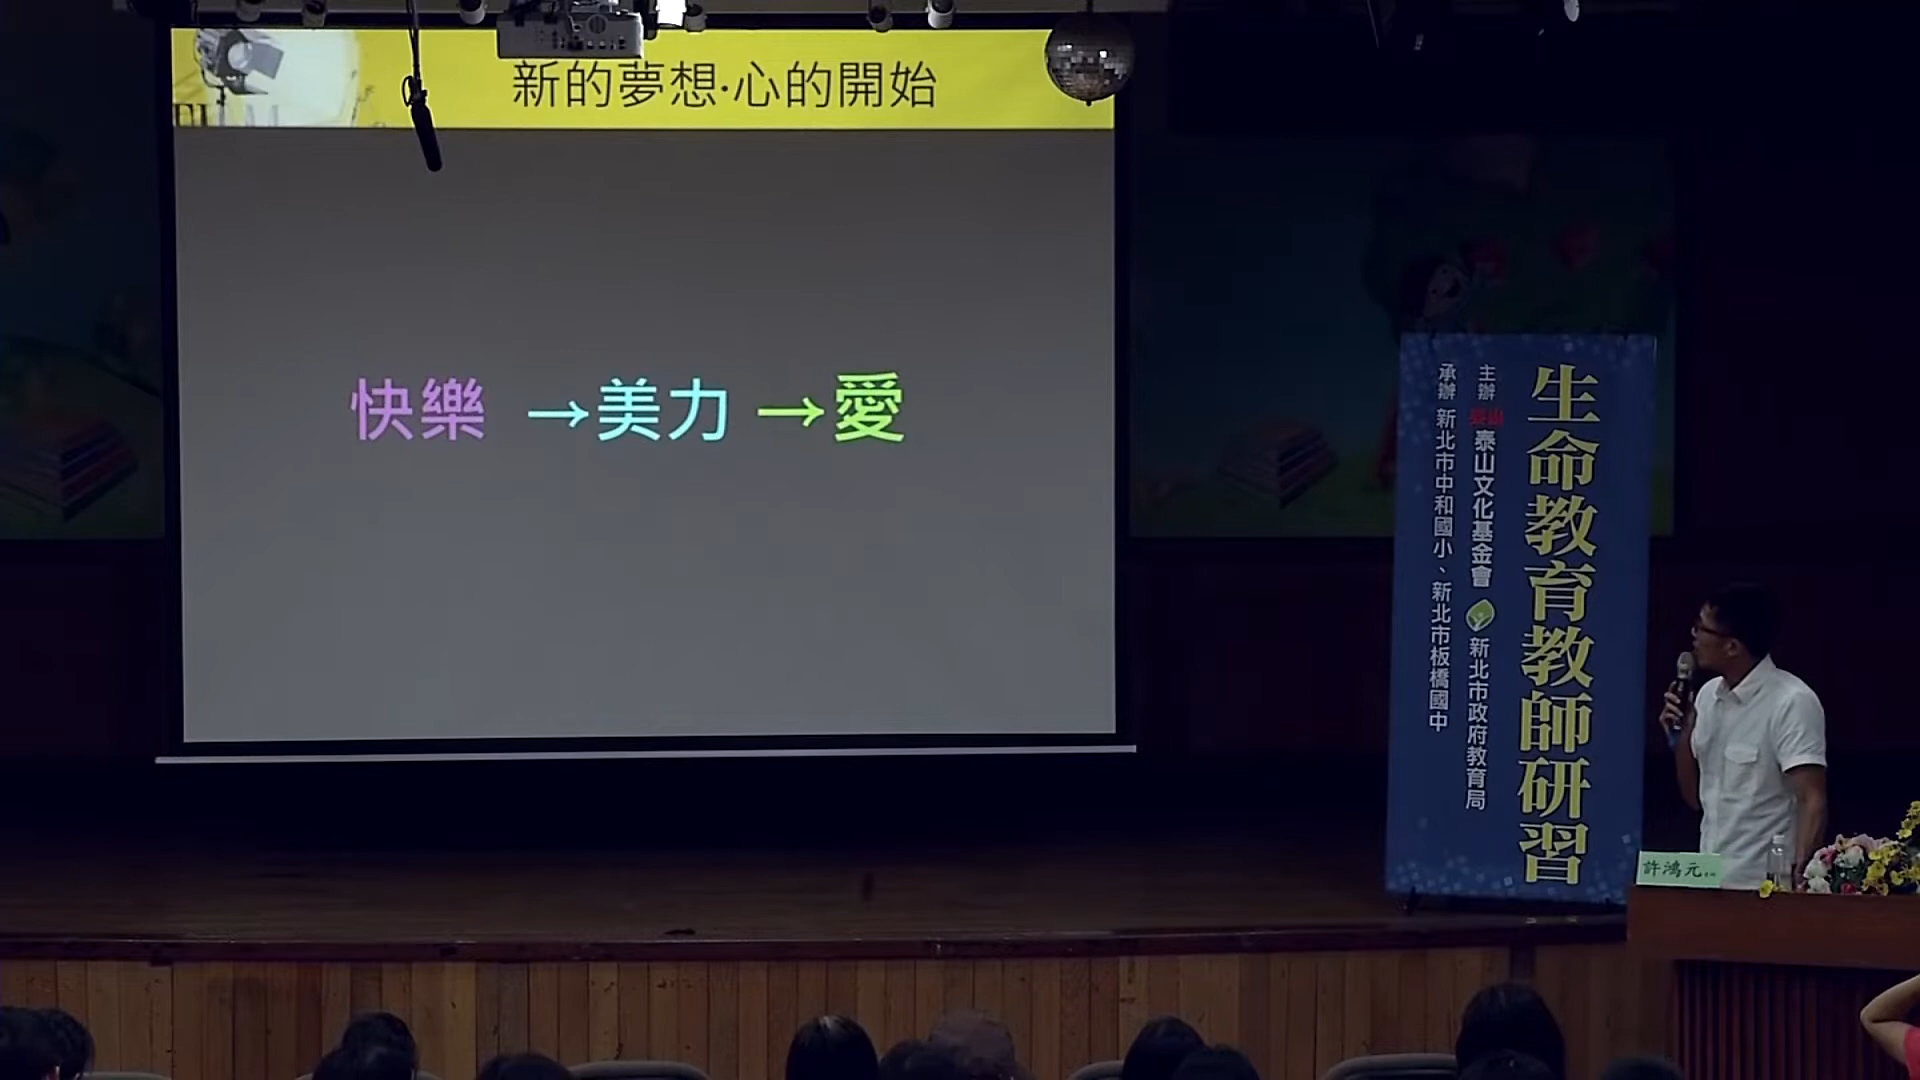 新的夢想·心的開始
快樂 →美力 →愛
生命教育教師研習
主辦 泰山 泰山文化基金會 新北市政府教育局
承辦 新北市中和國小、新北市板橋國中
許鴻元